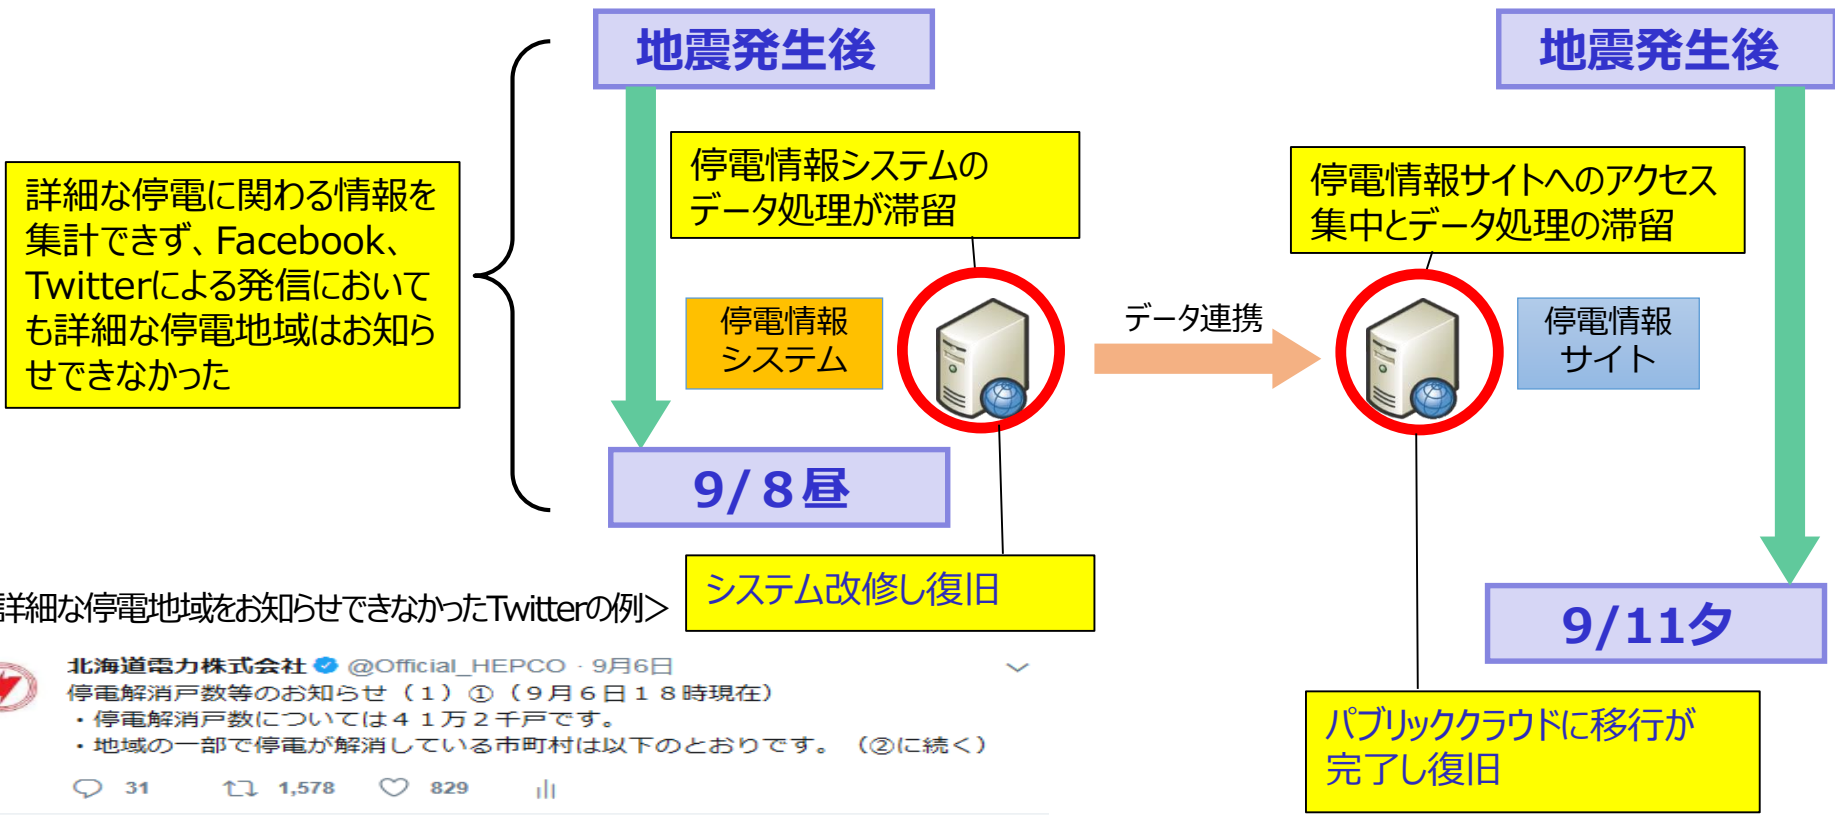 地震発生後
地震発生後
詳細な停電に関わる情報を
集計できず、Facebook、
Twitterによる発信において
も詳細な停電地域はお知ら
せできなかった
停電情報システムの
データ処理が滞留
停電情報サイトへのアクセス
集中とデータ処理の滞留
停電情報
システム
データ連携
停電情報
サイト
9/８昼
システム改修し復旧
9/11夕
パブリッククラウドに移行が
完了し復旧
詳細な停電地域をお知らせできなかったTwitterの例＞
北海道電力株式会社 @Official_HEPCO · 9月6日
停電解消戸数等のお知らせ（１）①（９月６日１８時現在）
・停電解消戸数については４１万２千戸です。
・地域の一部で停電が解消している市町村は以下のとおりです。（②に続く）
31 1,578 829